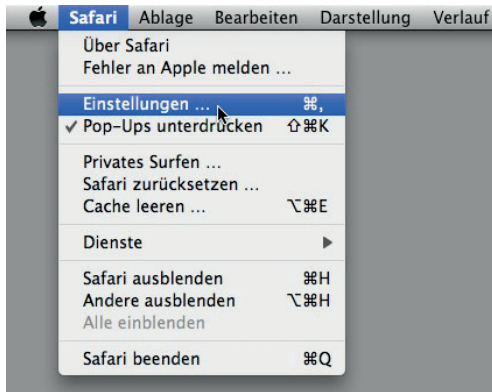 Safari Ablage Bearbeiten Darstellung Verlauf
Über Safari
Fehler an Apple melden ...
Einstellungen ... ⌘,
✓ Pop-Ups unterdrücken ⇧⌘K
Privates Surfen ...
Safari zurücksetzen ...
Cache leeren ... ⌥⌘E
Dienste ▶
Safari ausblenden ⌘H
Andere ausblenden ⌥⌘H
Alle einblenden
Safari beenden ⌘Q